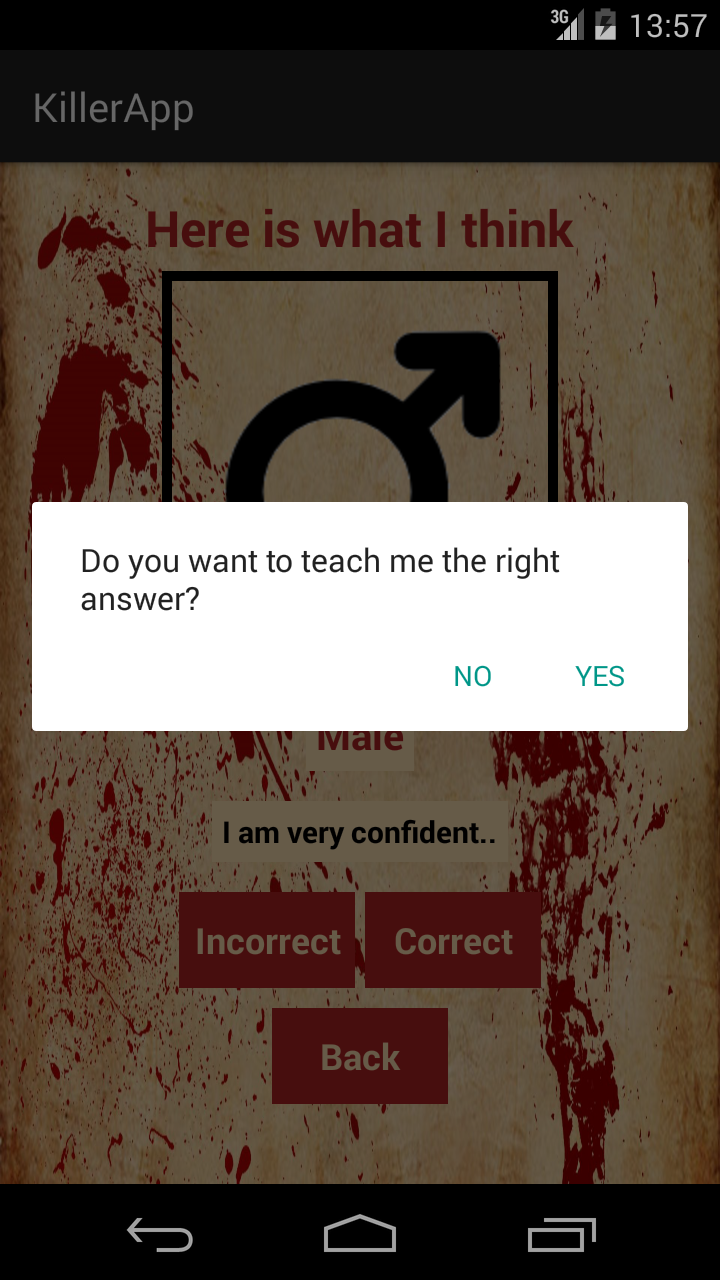 3G 13:57
KillerApp
Here is what I think
Do you want to teach me the right
answer?
NO YES
Male
I am very confident..
Incorrect Correct
Back